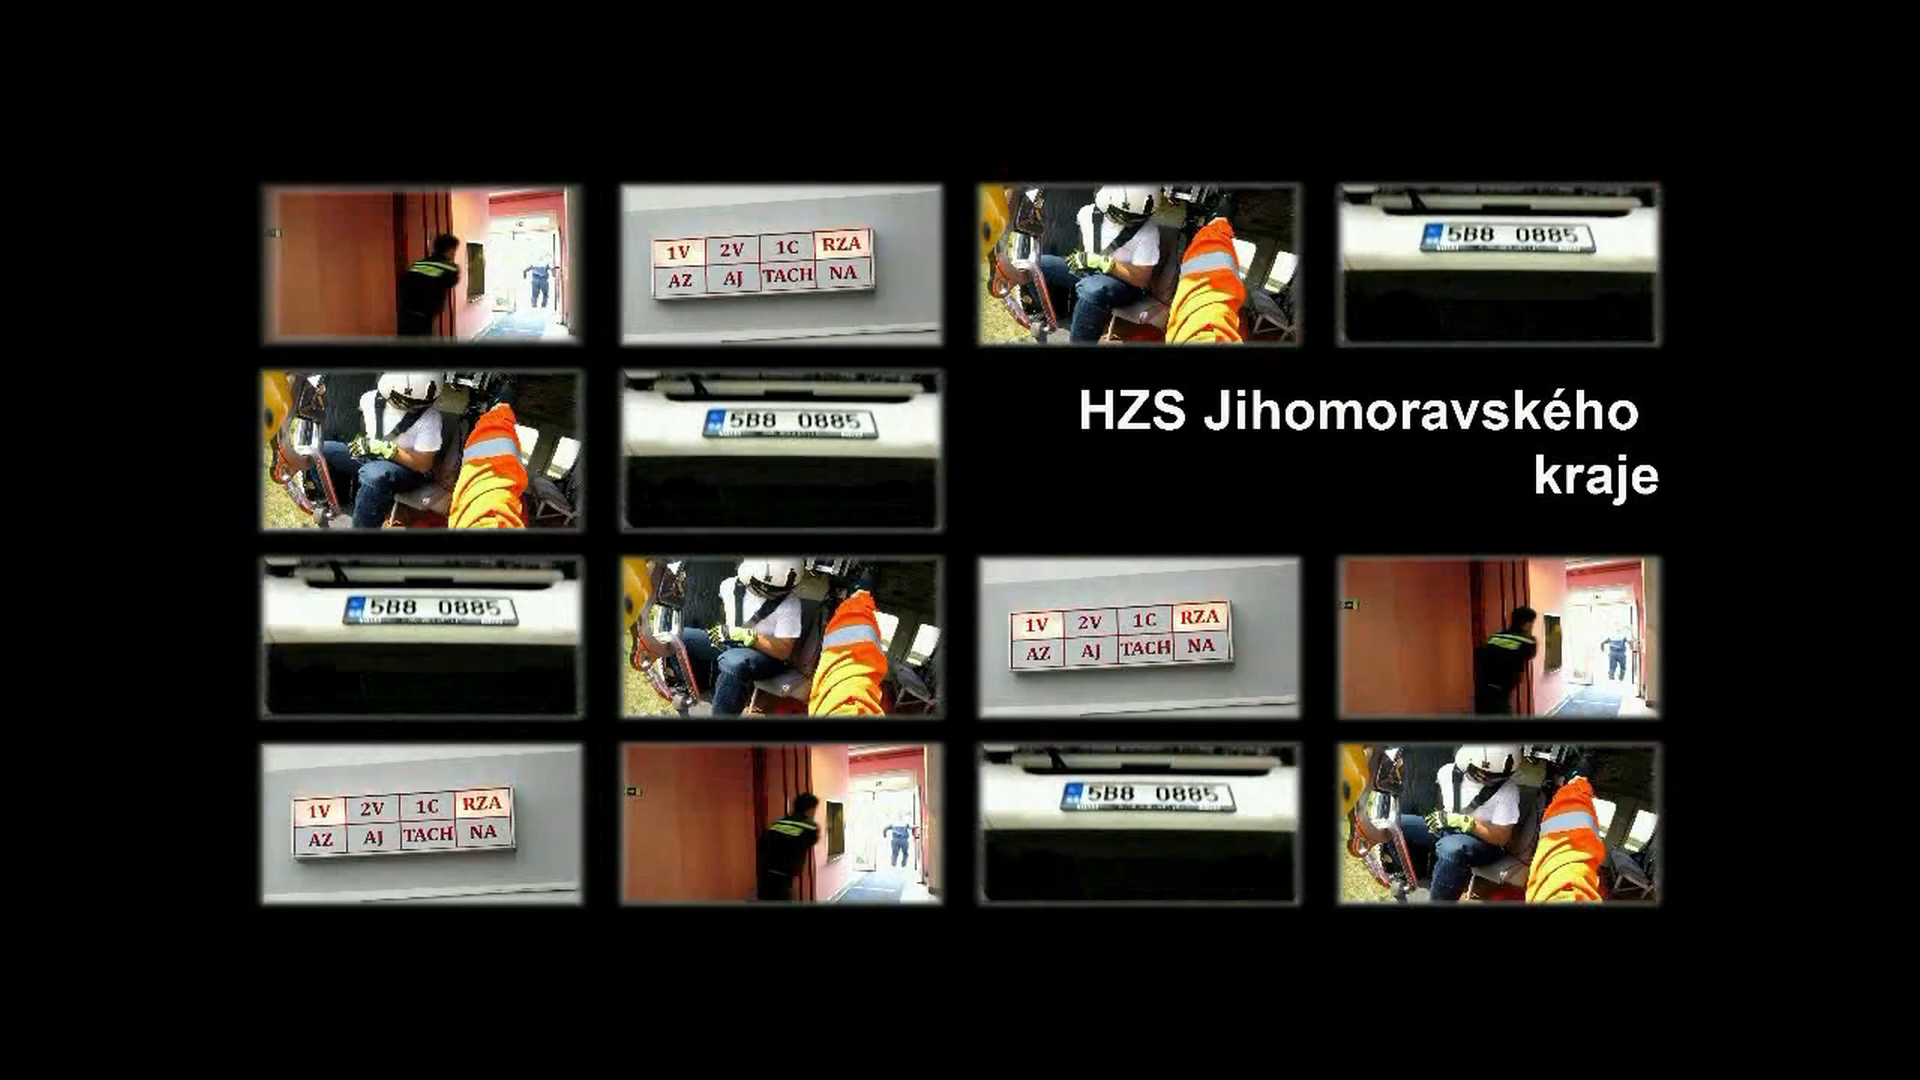 1V 2V 1C RZA
AZ AJ TACH NA
5B8 0885
5B8 0885
HZS Jihomoravského
kraje
5B8 0885
1V 2V 1C RZA
AZ AJ TACH NA
1V 2V 1C RZA
AZ AJ TACH NA
5B8 0885